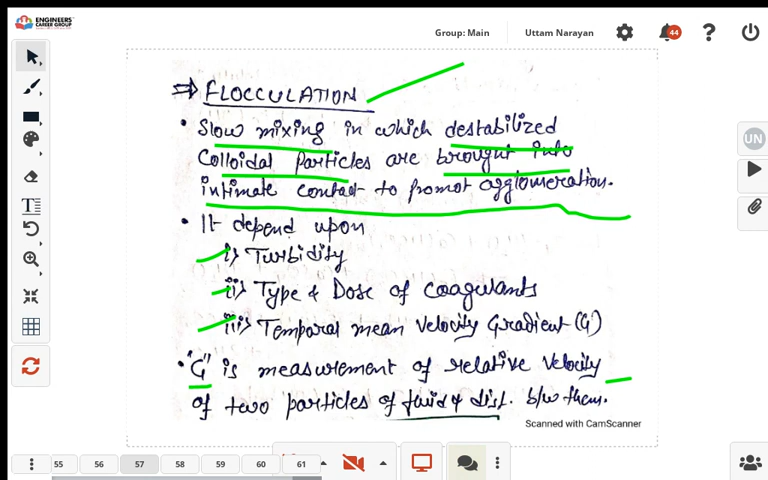 ENGINEERS
CAREER GROUP
Group: Main
Uttam Narayan
44
UN
⇒ FLOCCULATION
• Slow mixing in which destabilized
Colloidal particles are brought into
intimate contact to promot agglomeration.
• It depend upon
i) Turbidity
ii) Type & Dose of coagulants
iii) Temporal mean Velocity Gradient (G)
• "G" is measurement of relative velocity
of two particles of fluid & dist. b/w them.
Scanned with CamScanner
55 56 57 58 59 60 61